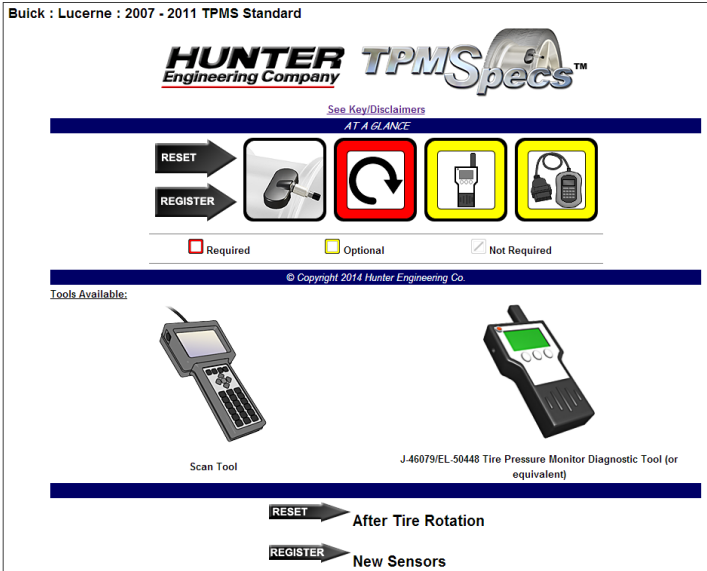 Buick : Lucerne : 2007 - 2011 TPMS Standard
HUNTER
Engineering Company
TPMSpecs™
See Key/Disclaimers
AT A GLANCE
RESET
REGISTER
Required
Optional
Not Required
© Copyright 2014 Hunter Engineering Co.
Tools Available:
Scan Tool
J-46079/EL-50448 Tire Pressure Monitor Diagnostic Tool (or
equivalent)
RESET
After Tire Rotation
REGISTER
New Sensors